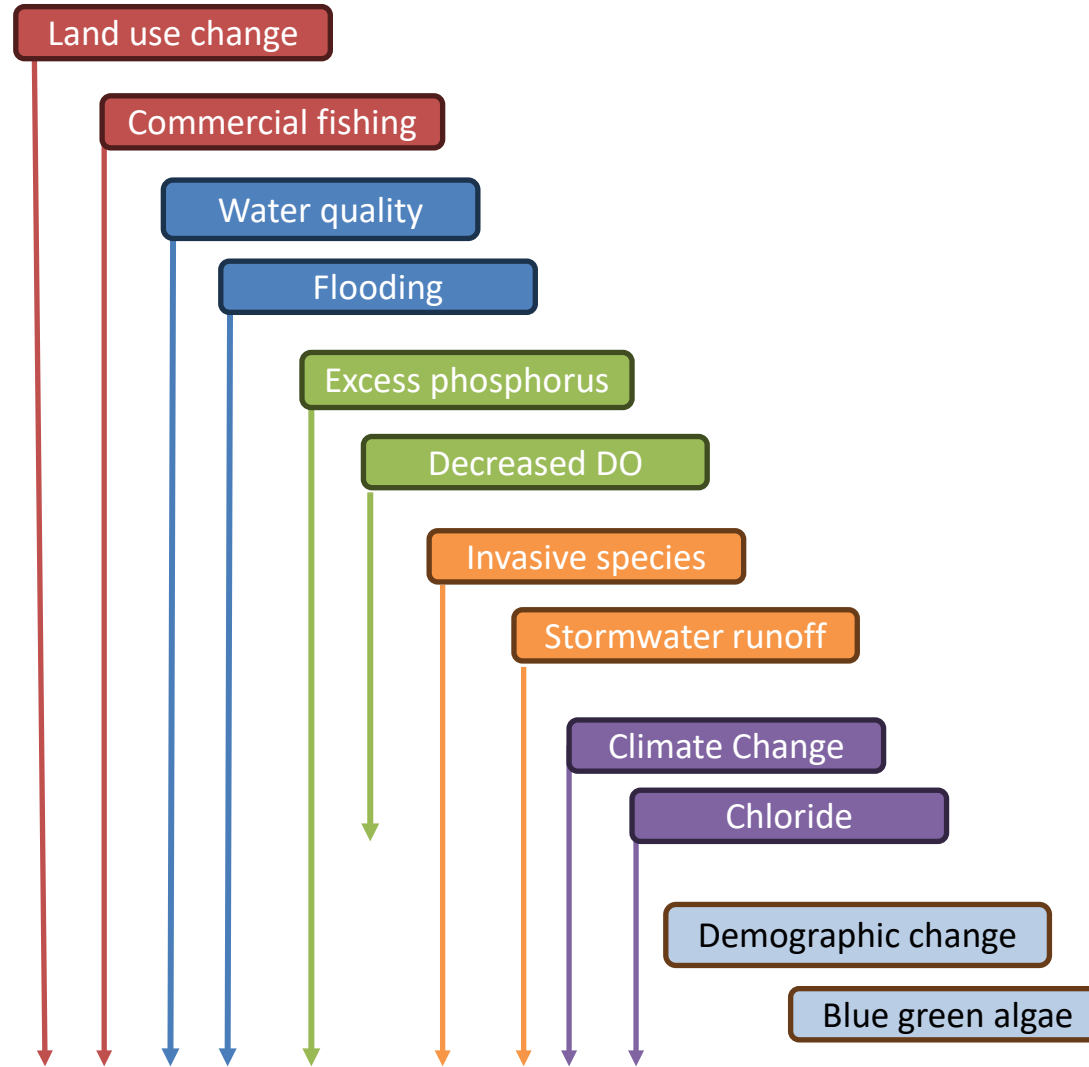 Land use change
Commercial fishing
Water quality
Flooding
Excess phosphorus
Decreased DO
Invasive species
Stormwater runoff
Climate Change
Chloride
Demographic change
Blue green algae